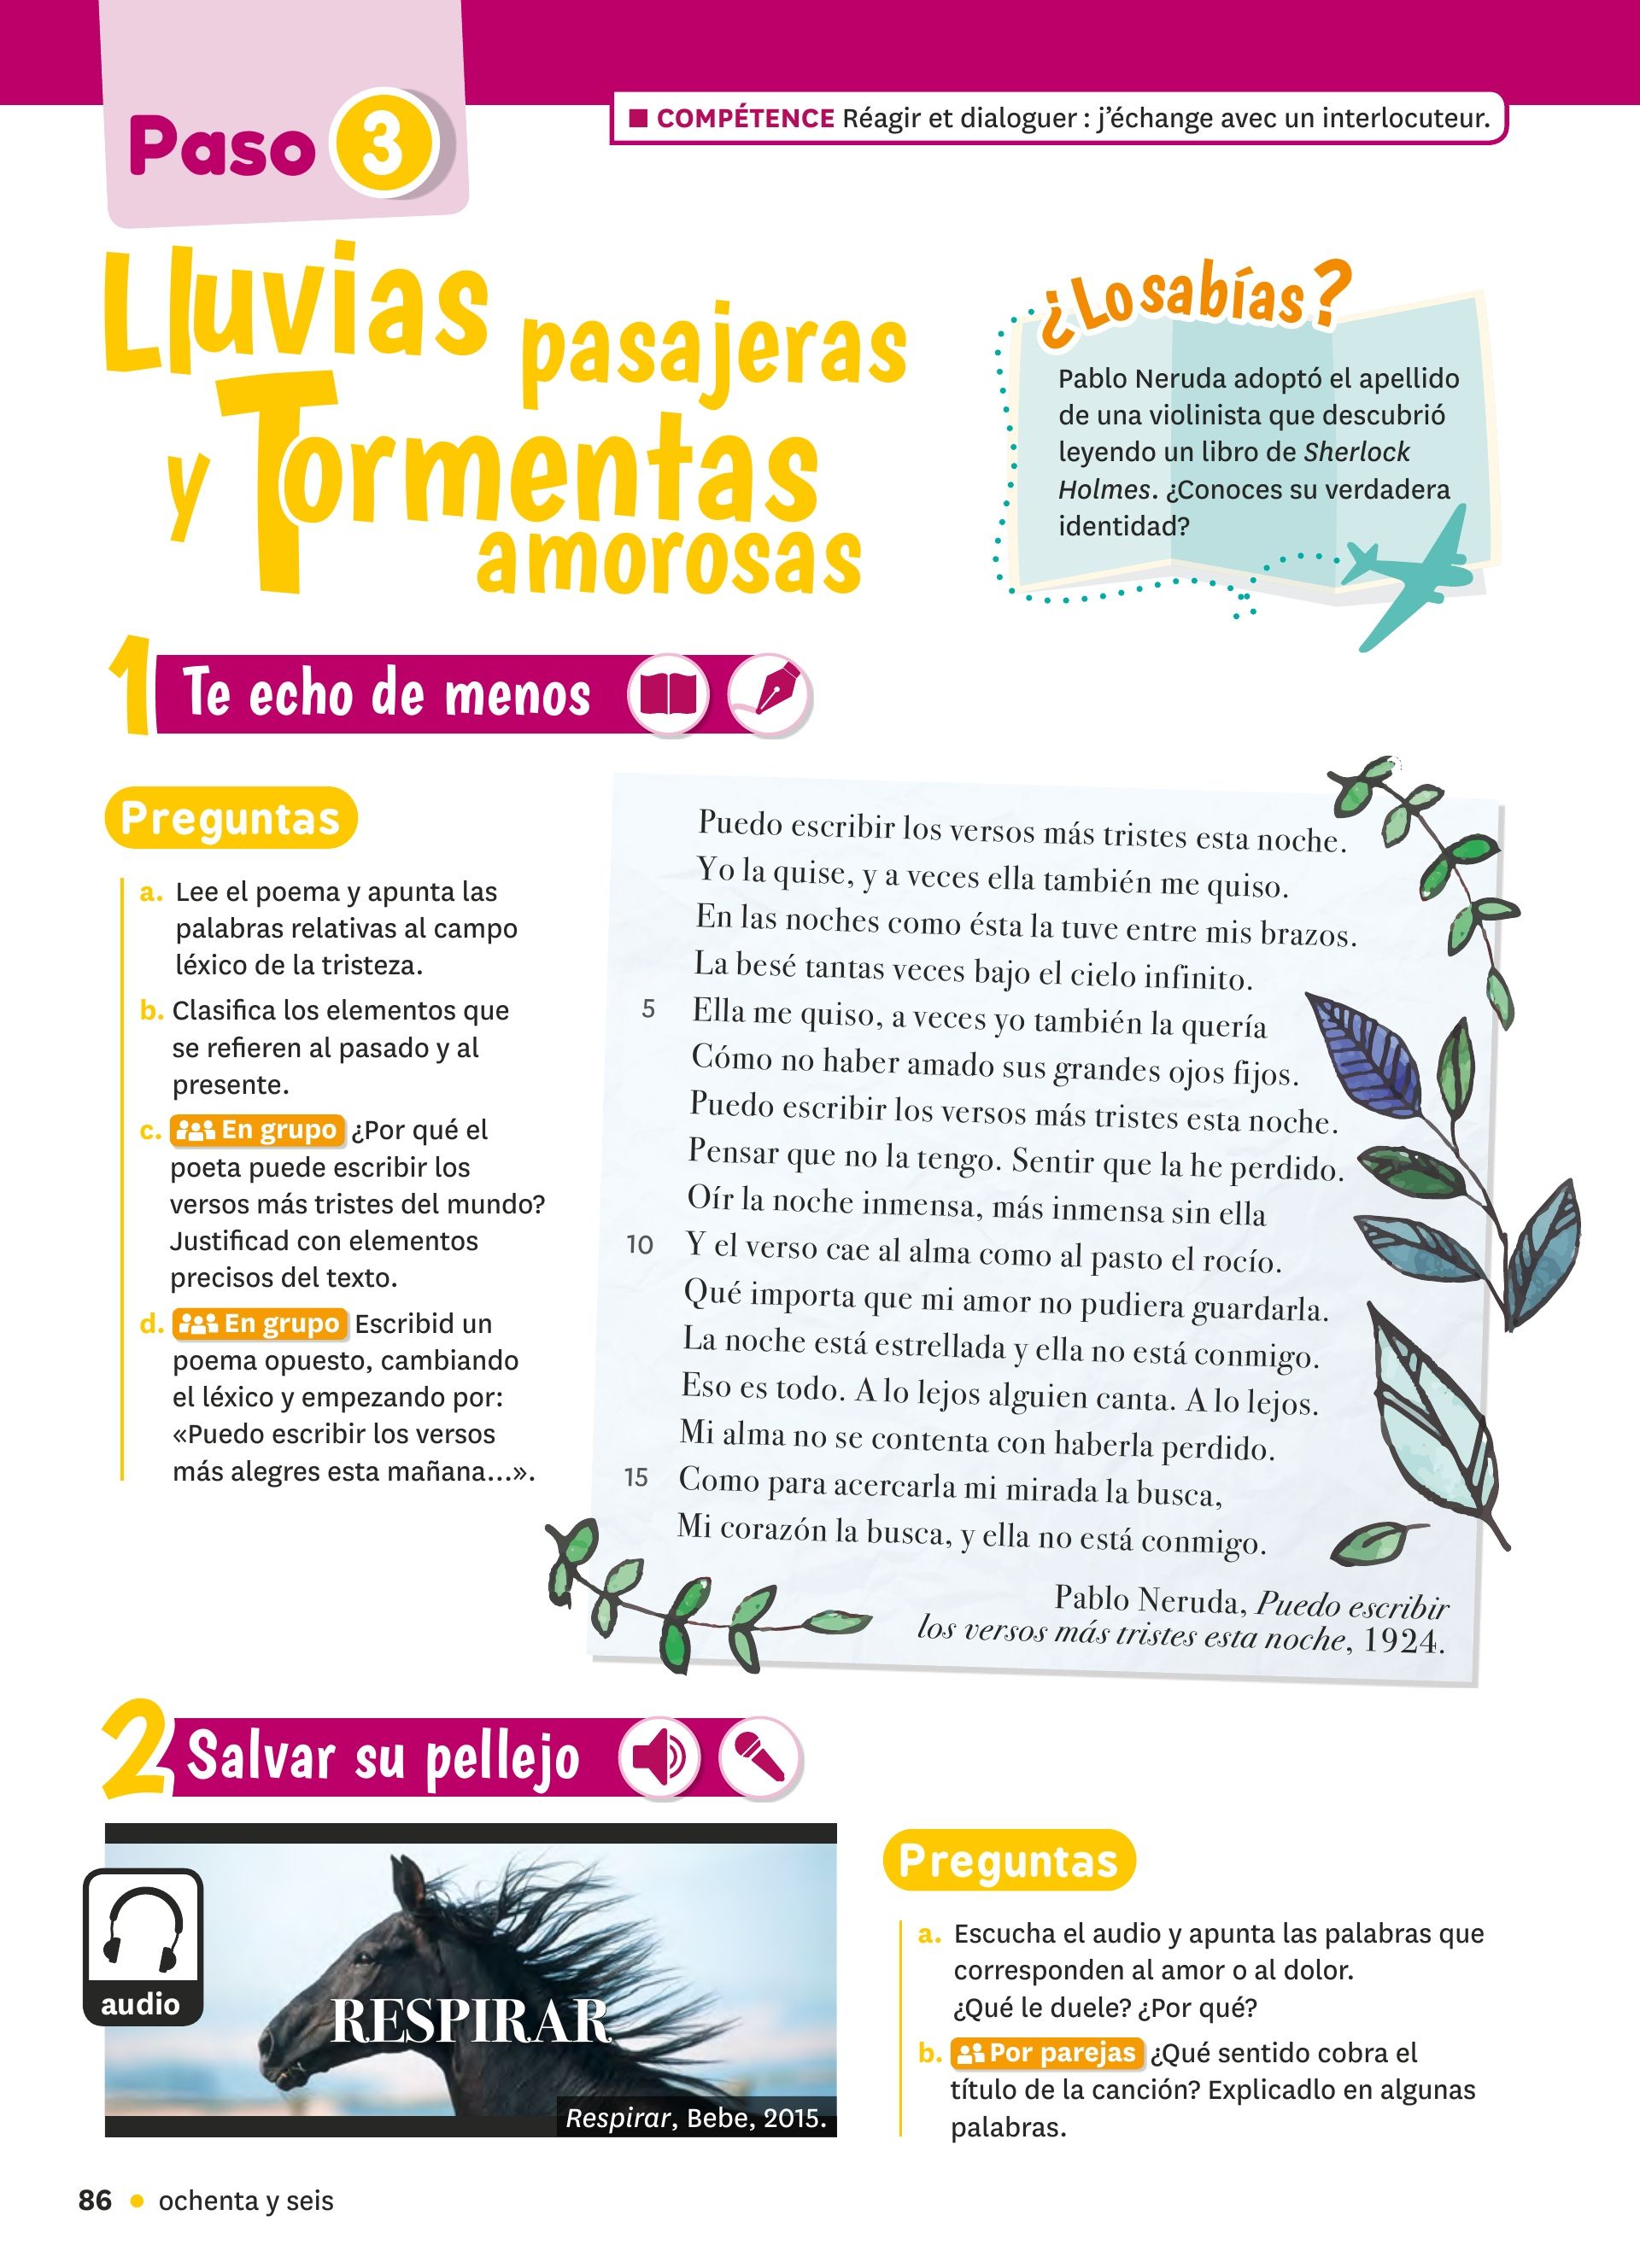 Paso 3
■ COMPÉTENCE Réagir et dialoguer : j’échange avec un interlocuteur.
Lluvias pasajeras
y Tormentas
amorosas
¿Lo sabías?
Pablo Neruda adoptó el apellido
de una violinista que descubrió
leyendo un libro de Sherlock
Holmes. ¿Conoces su verdadera
identidad?
1 Te echo de menos
Preguntas
a. Lee el poema y apunta las
palabras relativas al campo
léxico de la tristeza.
b. Clasifica los elementos que
se refieren al pasado y al
presente.
c. En grupo ¿Por qué el
poeta puede escribir los
versos más tristes del mundo?
Justificad con elementos
precisos del texto.
d. En grupo Escribid un
poema opuesto, cambiando
el léxico y empezando por:
«Puedo escribir los versos
más alegres esta mañana...».
Puedo escribir los versos más tristes esta noche.
Yo la quise, y a veces ella también me quiso.
En las noches como ésta la tuve entre mis brazos.
La besé tantas veces bajo el cielo infinito.
5 Ella me quiso, a veces yo también la quería
Cómo no haber amado sus grandes ojos fijos.
Puedo escribir los versos más tristes esta noche.
Pensar que no la tengo. Sentir que la he perdido.
Oír la noche inmensa, más inmensa sin ella
10 Y el verso cae al alma como al pasto el rocío.
Qué importa que mi amor no pudiera guardarla.
La noche está estrellada y ella no está conmigo.
Eso es todo. A lo lejos alguien canta. A lo lejos.
Mi alma no se contenta con haberla perdido.
15 Como para acercarla mi mirada la busca,
Mi corazón la busca, y ella no está conmigo.
Pablo Neruda, Puedo escribir
los versos más tristes esta noche, 1924.
2 Salvar su pellejo
audio
RESPIRAR
Respirar, Bebe, 2015.
Preguntas
a. Escucha el audio y apunta las palabras que
corresponden al amor o al dolor.
¿Qué le duele? ¿Por qué?
b. Por parejas ¿Qué sentido cobra el
título de la canción? Explicadlo en algunas
palabras.
86 • ochenta y seis